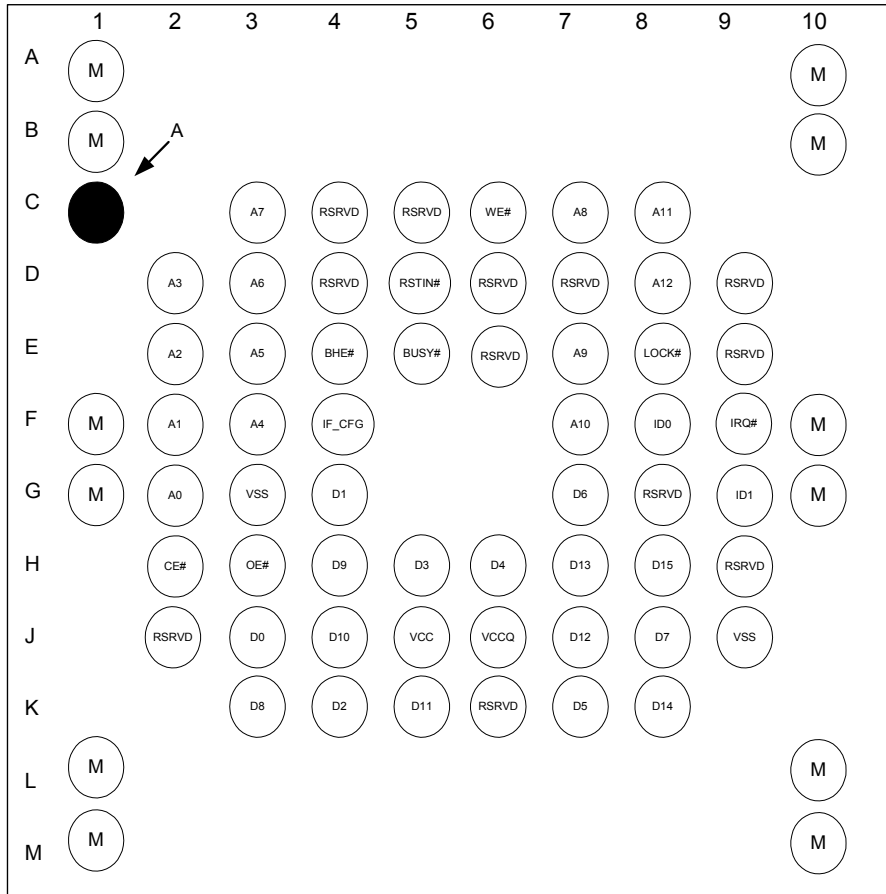 1 2 3 4 5 6 7 8 9 10
A M M
B M A M
C A7 RSRVD RSRVD WE# A8 A11
D A3 A6 RSRVD RSTIN# RSRVD RSRVD A12 RSRVD
E A2 A5 BHE# BUSY# RSRVD A9 LOCK# RSRVD
F M A1 A4 IF_CFG A10 ID0 IRQ# M
G M A0 VSS D1 D6 RSRVD ID1 M
H CE# OE# D9 D3 D4 D13 D15 RSRVD
J RSRVD D0 D10 VCC VCCQ D12 D7 VSS
K D8 D2 D11 RSRVD D5 D14
L M M
M M M